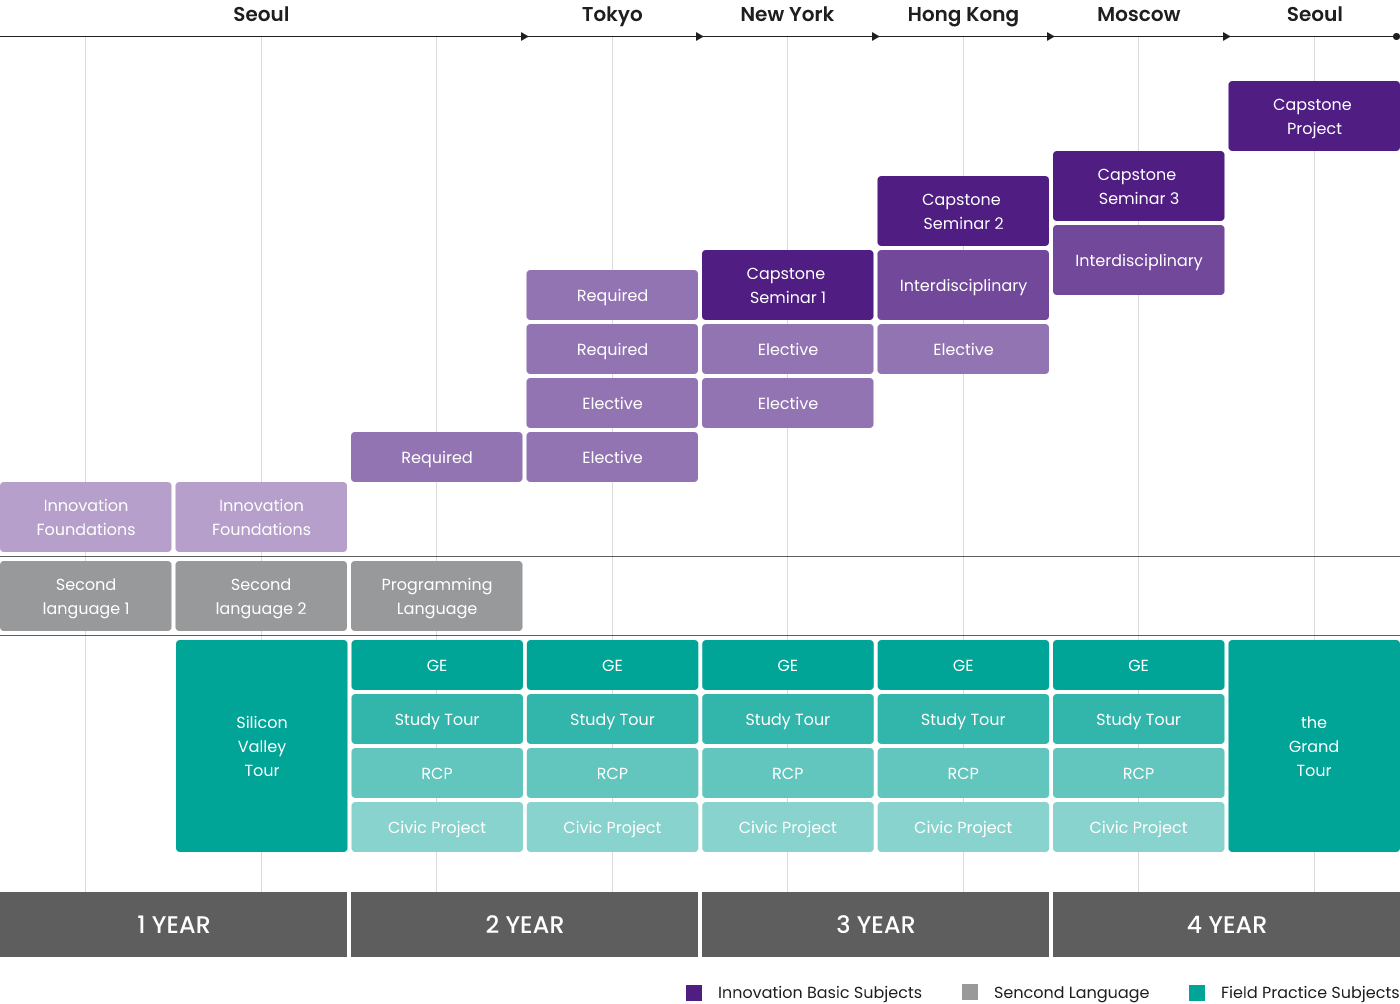 Seoul
Tokyo
New York
Hong Kong
Moscow
Seoul
Capstone
Project
Capstone
Seminar 3
Capstone
Seminar 2
Interdisciplinary
Capstone
Seminar 1
Interdisciplinary
Required
Required
Elective
Elective
Elective
Elective
Required
Elective
Innovation
Foundations
Innovation
Foundations
Second
language 1
Second
language 2
Programming
Language
Silicon
Valley
Tour
GE
GE
GE
GE
GE
Study Tour
Study Tour
Study Tour
Study Tour
Study Tour
the
Grand
Tour
RCP
RCP
RCP
RCP
RCP
Civic Project
Civic Project
Civic Project
Civic Project
Civic Project
1 YEAR
2 YEAR
3 YEAR
4 YEAR
Innovation Basic Subjects
Sencond Language
Field Practice Subjects